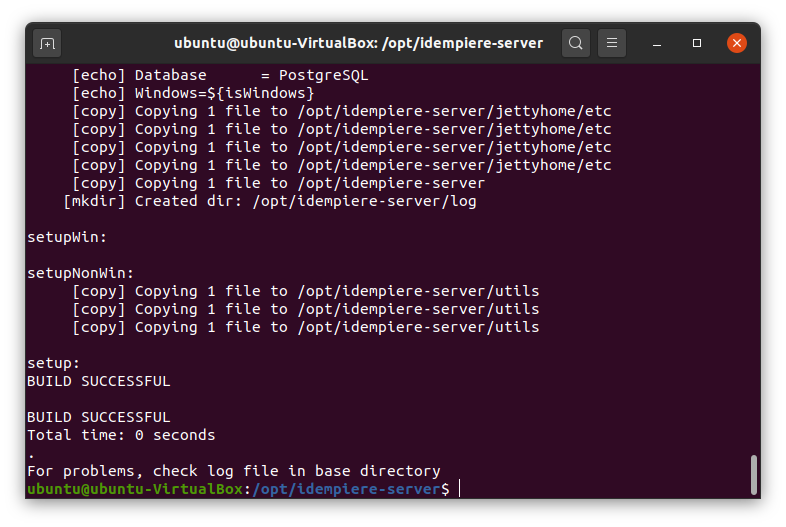 ubuntu@ubuntu-VirtualBox: /opt/idempiere-server
[echo] Database      = PostgreSQL
[echo] Windows=${isWindows}
[copy] Copying 1 file to /opt/idempiere-server/jettyhome/etc
[copy] Copying 1 file to /opt/idempiere-server/jettyhome/etc
[copy] Copying 1 file to /opt/idempiere-server/jettyhome/etc
[copy] Copying 1 file to /opt/idempiere-server/jettyhome/etc
[copy] Copying 1 file to /opt/idempiere-server
[mkdir] Created dir: /opt/idempiere-server/log
setupWin:
setupNonWin:
[copy] Copying 1 file to /opt/idempiere-server/utils
[copy] Copying 1 file to /opt/idempiere-server/utils
[copy] Copying 1 file to /opt/idempiere-server/utils
setup:
BUILD SUCCESSFUL
BUILD SUCCESSFUL
Total time: 0 seconds
.
For problems, check log file in base directory
ubuntu@ubuntu-VirtualBox:/opt/idempiere-server$